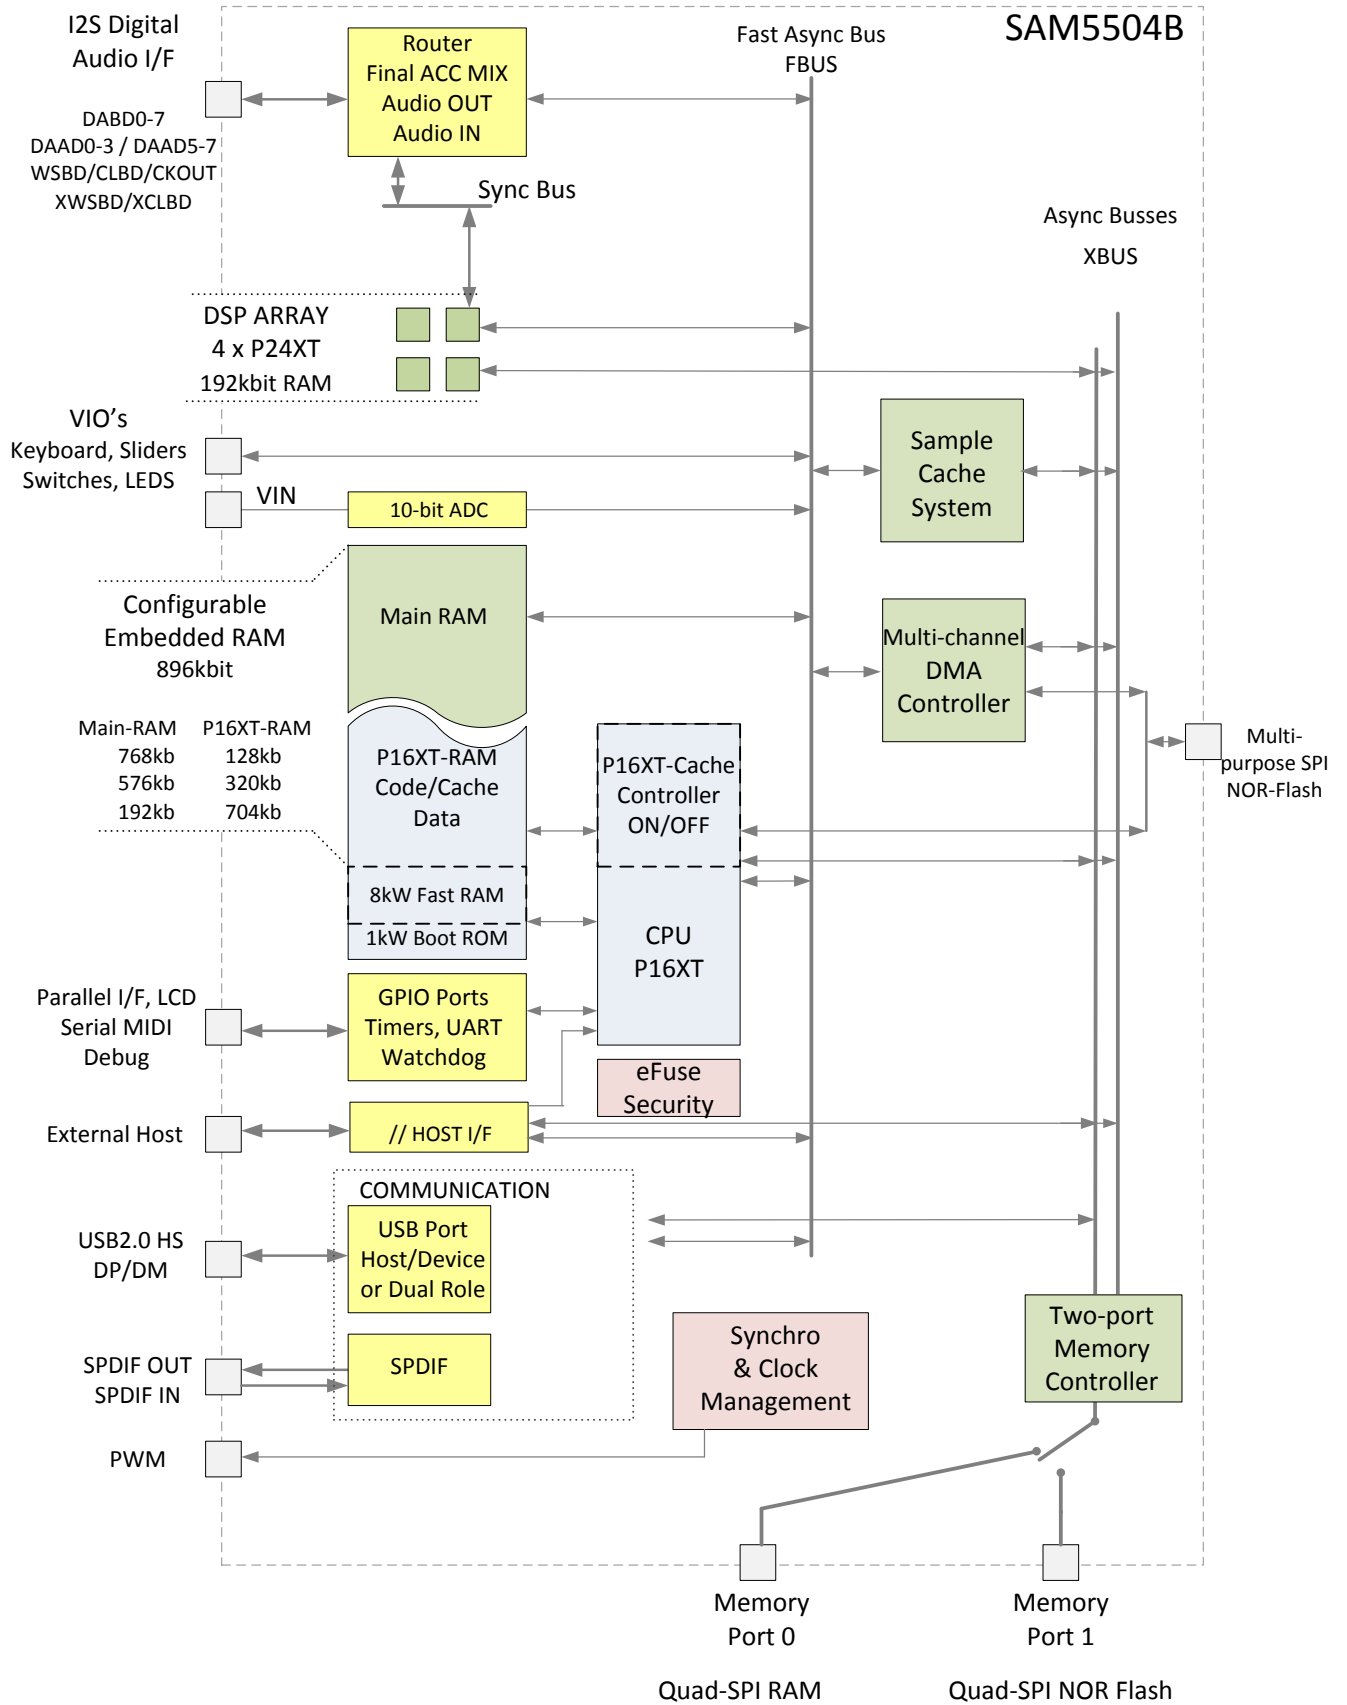 SAM5504B
I2S Digital
Audio I/F
DABD0-7
DAAD0-3 / DAAD5-7
WSBD/CLBD/CKOUT
XWSBD/XCLBD
Router
Final ACC MIX
Audio OUT
Audio IN
Sync Bus
Fast Async Bus
FBUS
Async Busses
XBUS
DSP ARRAY
4 x P24XT
192kbit RAM
VIO's
Keyboard, Sliders
Switches, LEDS
VIN
10-bit ADC
Sample
Cache
System
Configurable
Embedded RAM
896kbit
Main-RAM P16XT-RAM
768kb 128kb
576kb 320kb
192kb 704kb
Main RAM
P16XT-RAM
Code/Cache
Data
8kW Fast RAM
1kW Boot ROM
P16XT-Cache
Controller
ON/OFF
CPU
P16XT
Multi-channel
DMA
Controller
Multi-
purpose SPI
NOR-Flash
Parallel I/F, LCD
Serial MIDI
Debug
GPIO Ports
Timers, UART
Watchdog
eFuse
Security
External Host
// HOST I/F
COMMUNICATION
USB2.0 HS
DP/DM
USB Port
Host/Device
or Dual Role
SPDIF OUT
SPDIF IN
SPDIF
Synchro
& Clock
Management
Two-port
Memory
Controller
PWM
Memory
Port 0
Quad-SPI RAM
Memory
Port 1
Quad-SPI NOR Flash